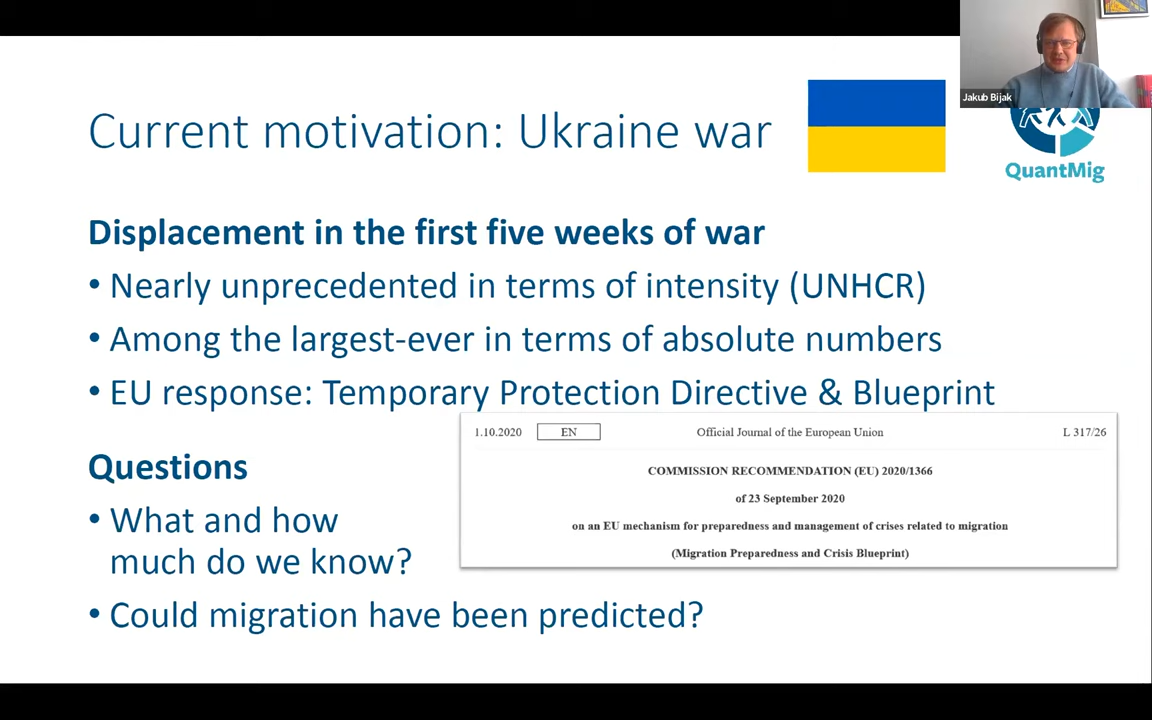 Jakub Bijak
Current motivation: Ukraine war
QuantMig
Displacement in the first five weeks of war
• Nearly unprecedented in terms of intensity (UNHCR)
• Among the largest-ever in terms of absolute numbers
• EU response: Temporary Protection Directive & Blueprint
1.10.2020 EN Official Journal of the European Union L 317/26
COMMISSION RECOMMENDATION (EU) 2020/1366
of 23 September 2020
on an EU mechanism for preparedness and management of crises related to migration
(Migration Preparedness and Crisis Blueprint)
Questions
• What and how
much do we know?
• Could migration have been predicted?